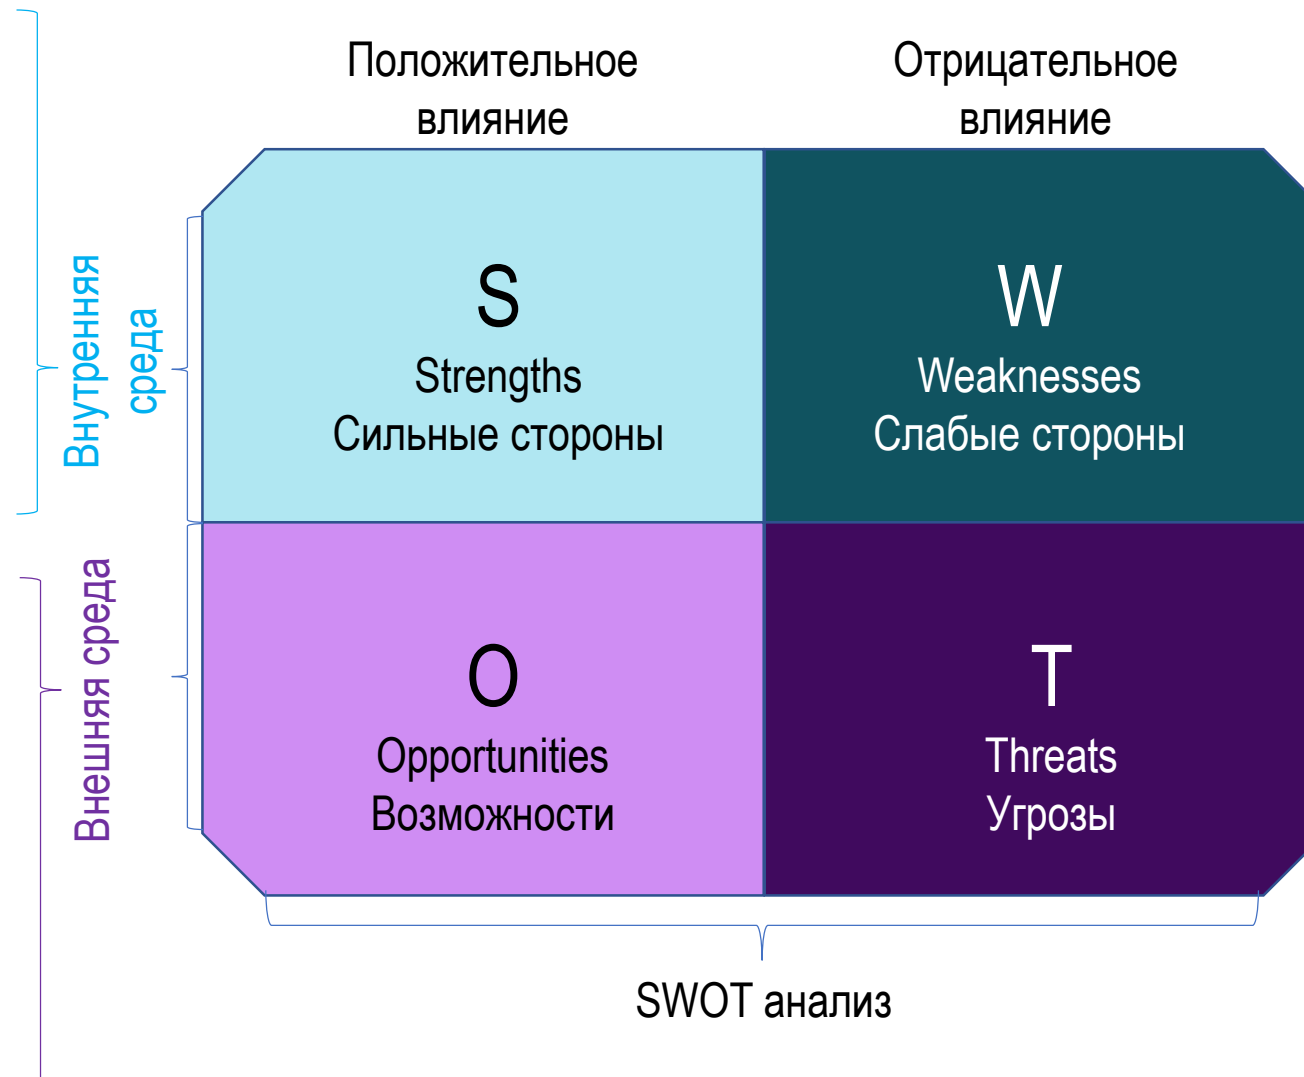 Положительное
влияние
Отрицательное
влияние
Внутренняя
среда
S
Strengths
Сильные стороны
W
Weaknesses
Слабые стороны
Внешняя среда
O
Opportunities
Возможности
T
Threats
Угрозы
SWOT анализ